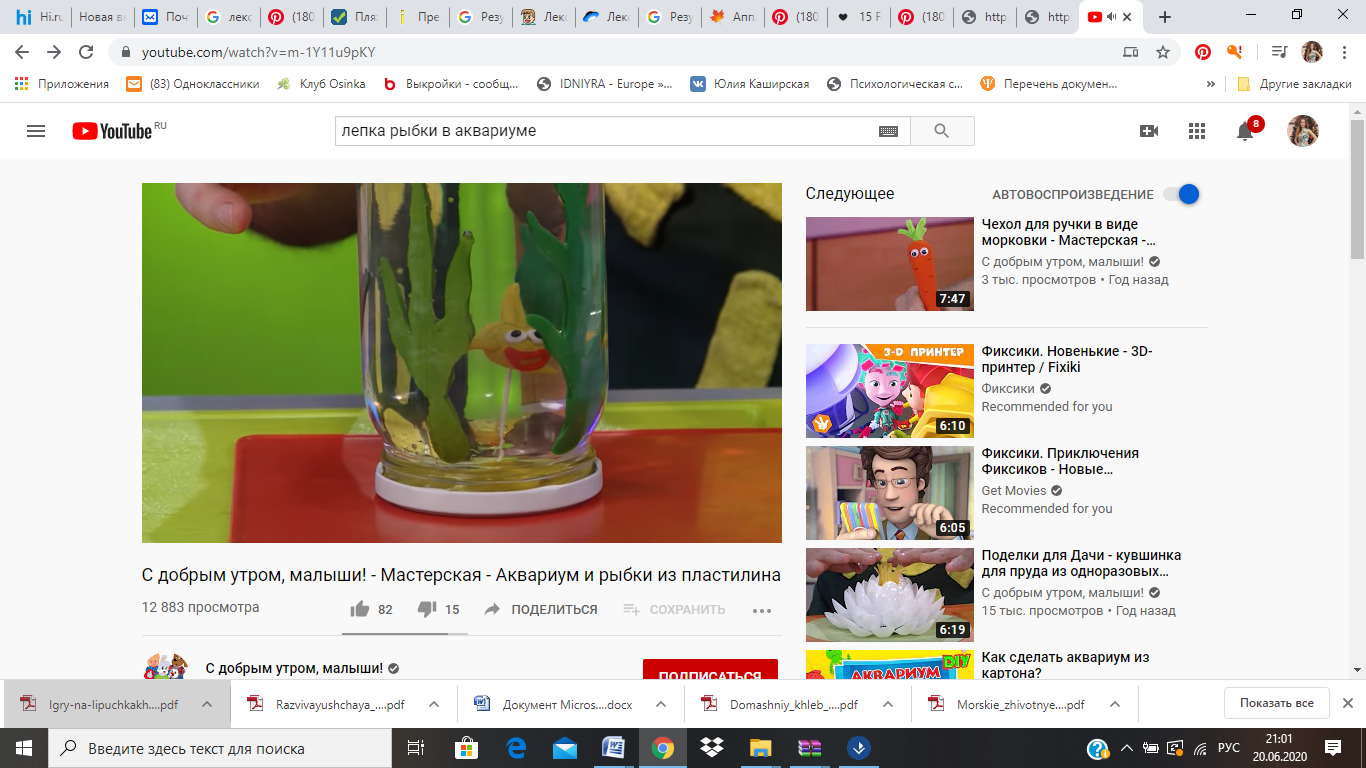 Hi.ru
Новая в
Поч
лекс
(180
Пля
Пре
Резу
Лекс
Лекс
Резу
Апп
(180
15 F
(180
http
http
youtube.com/watch?v=m-1Y11u9pKY
Приложения
(83) Одноклассники
Клуб Osinka
Выкройки - сообщ...
IDNIYRA - Europe »...
Юлия Каширская
Психологическая с...
Перечень докумен...
»
Другие закладки
YouTube RU
лепка рыбки в аквариуме
8
Следующее
АВТОВОСПРОИЗВЕДЕНИЕ
Чехол для ручки в виде
морковки - Мастерская -...
С добрым утром, малыши!
3 тыс. просмотров • Год назад
7:47
3-D ПРИНТЕР
Фиксики. Новенькие - 3D-
принтер / Fixiki
Фиксики
Recommended for you
6:10
Фиксики. Приключения
Фиксиков - Новые...
Get Movies
Recommended for you
6:05
Поделки для Дачи - кувшинка
для пруда из одноразовых...
С добрым утром, малыши!
15 тыс. просмотров • Год назад
6:19
АКВАРИУМ
DIY
Как сделать аквариум из
картона?
С добрым утром, малыши! - Мастерская - Аквариум и рыбки из пластилина
12 883 просмотра
82
15
ПОДЕЛИТЬСЯ
СОХРАНИТЬ
С добрым утром, малыши!
ПОДПИСАТЬСЯ
Igry-na-lipuchkakh....pdf
Razvivayushchaya_....pdf
Документ Micros....docx
Domashniy_khleb_....pdf
Morskie_zhivotnye....pdf
Показать все
Введите здесь текст для поиска
РУС
21:01
20.06.2020